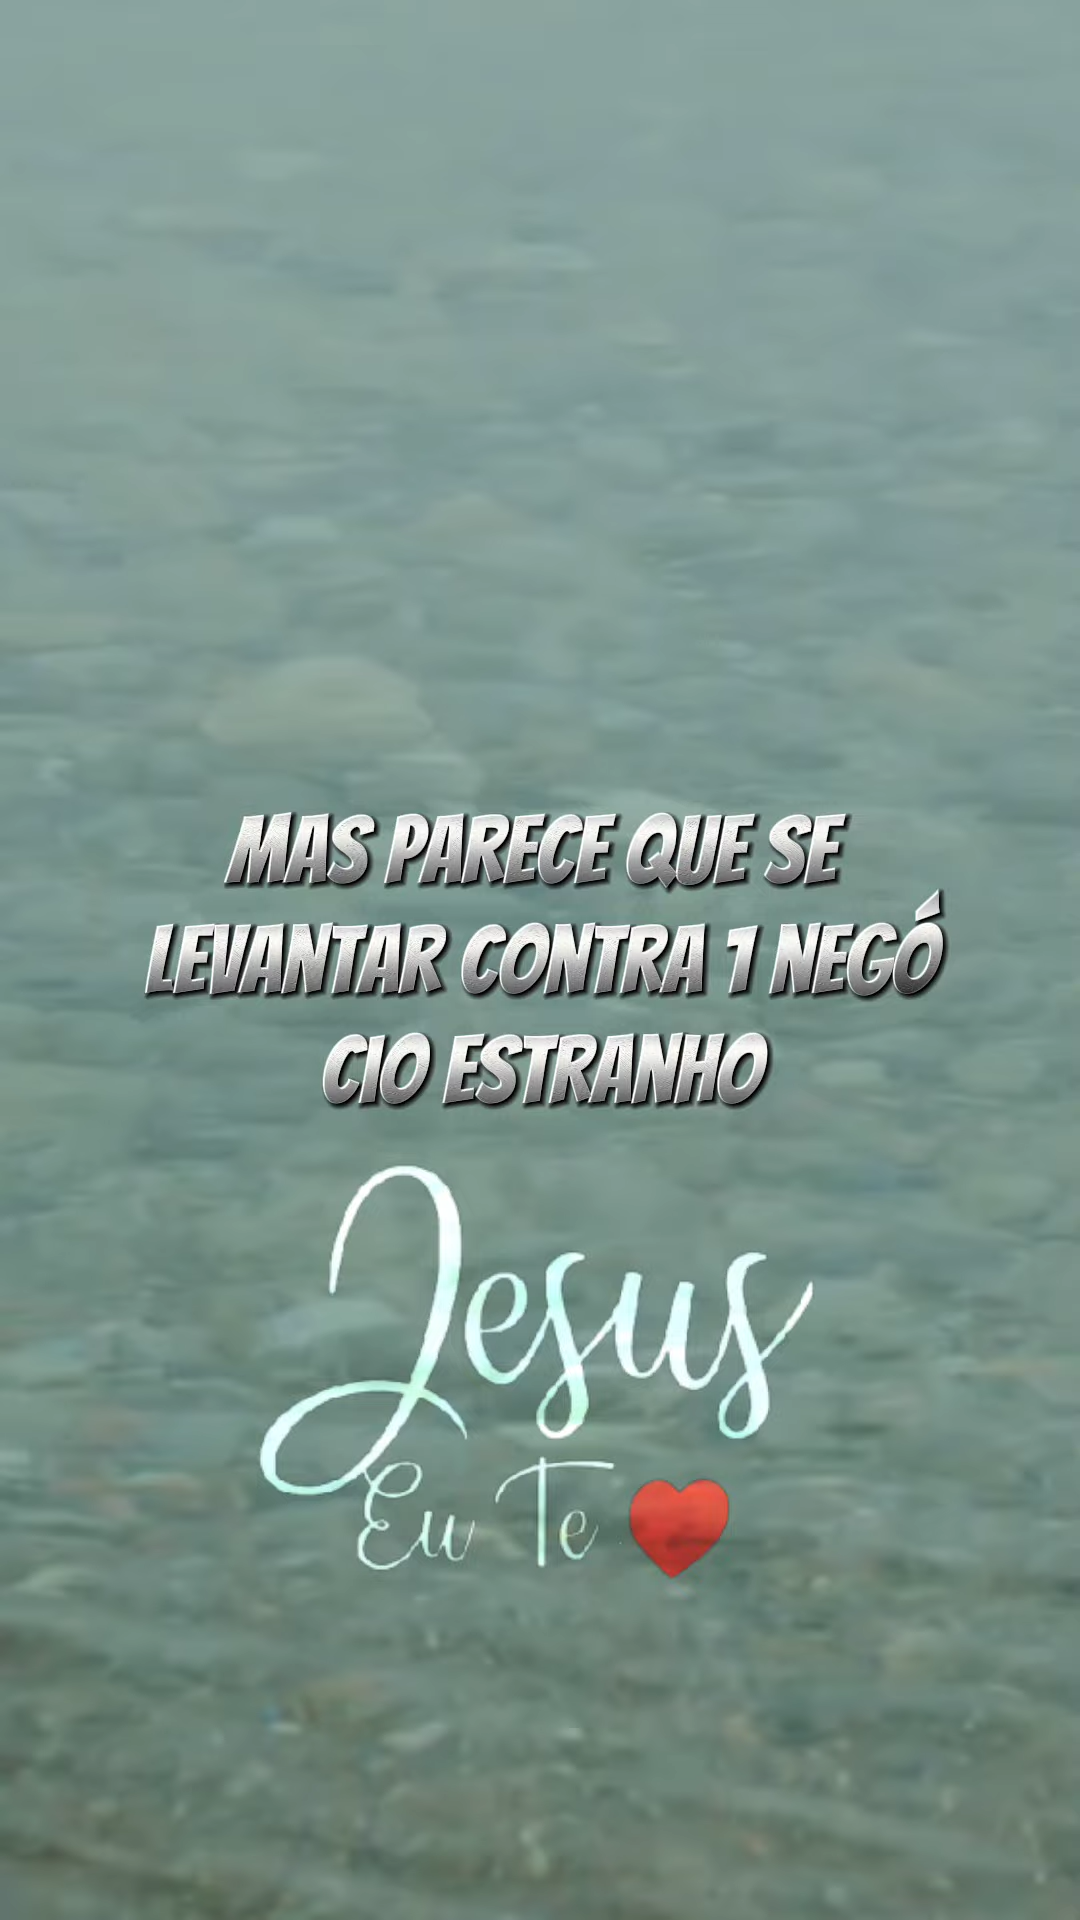 MAS PARECE QUE SE
LEVANTAR CONTRA 1 NEGÓ
CIO ESTRANHO
Jesus
Eu Te ❤